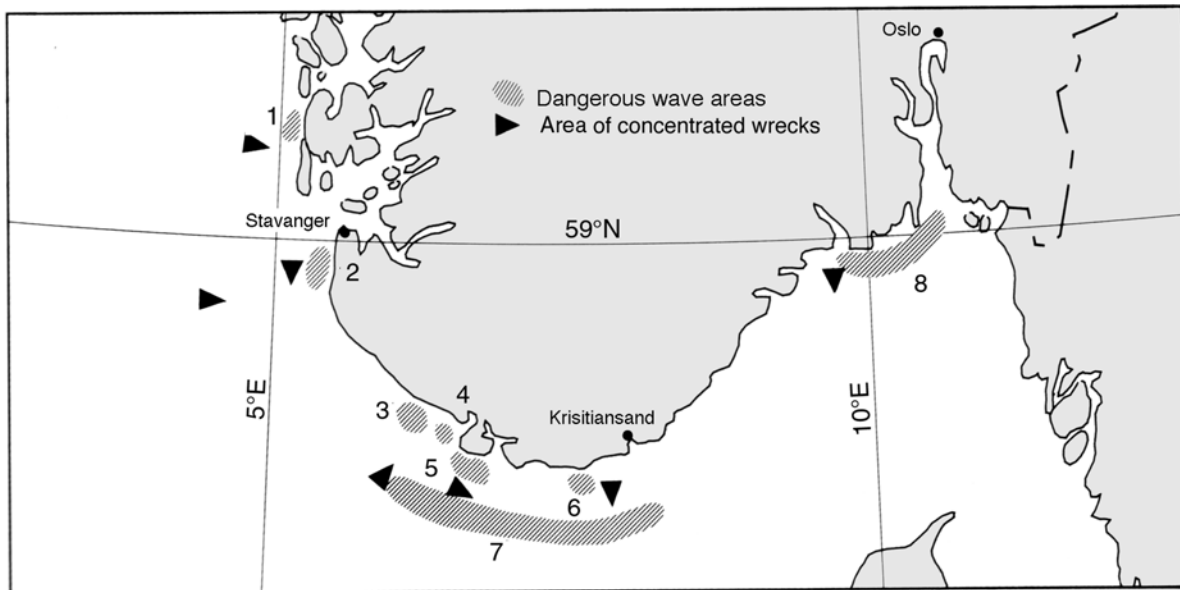 Oslo
Dangerous wave areas
Area of concentrated wrecks
1
Stavanger
59°N
2
8
5°E
10°E
3
4
Krisitiansand
5
6
7